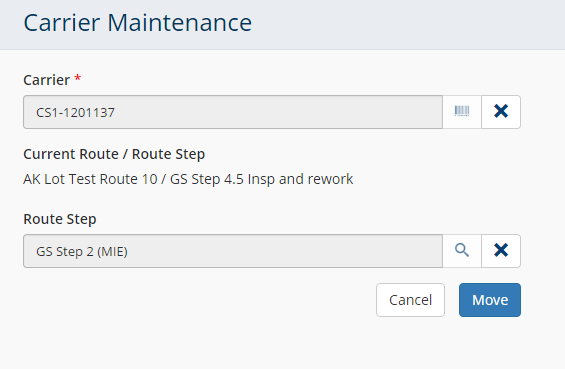 Carrier Maintenance
Carrier *
CS1-1201137
Current Route / Route Step
AK Lot Test Route 10 / GS Step 4.5 Insp and rework
Route Step
GS Step 2 (MIE)
Cancel Move